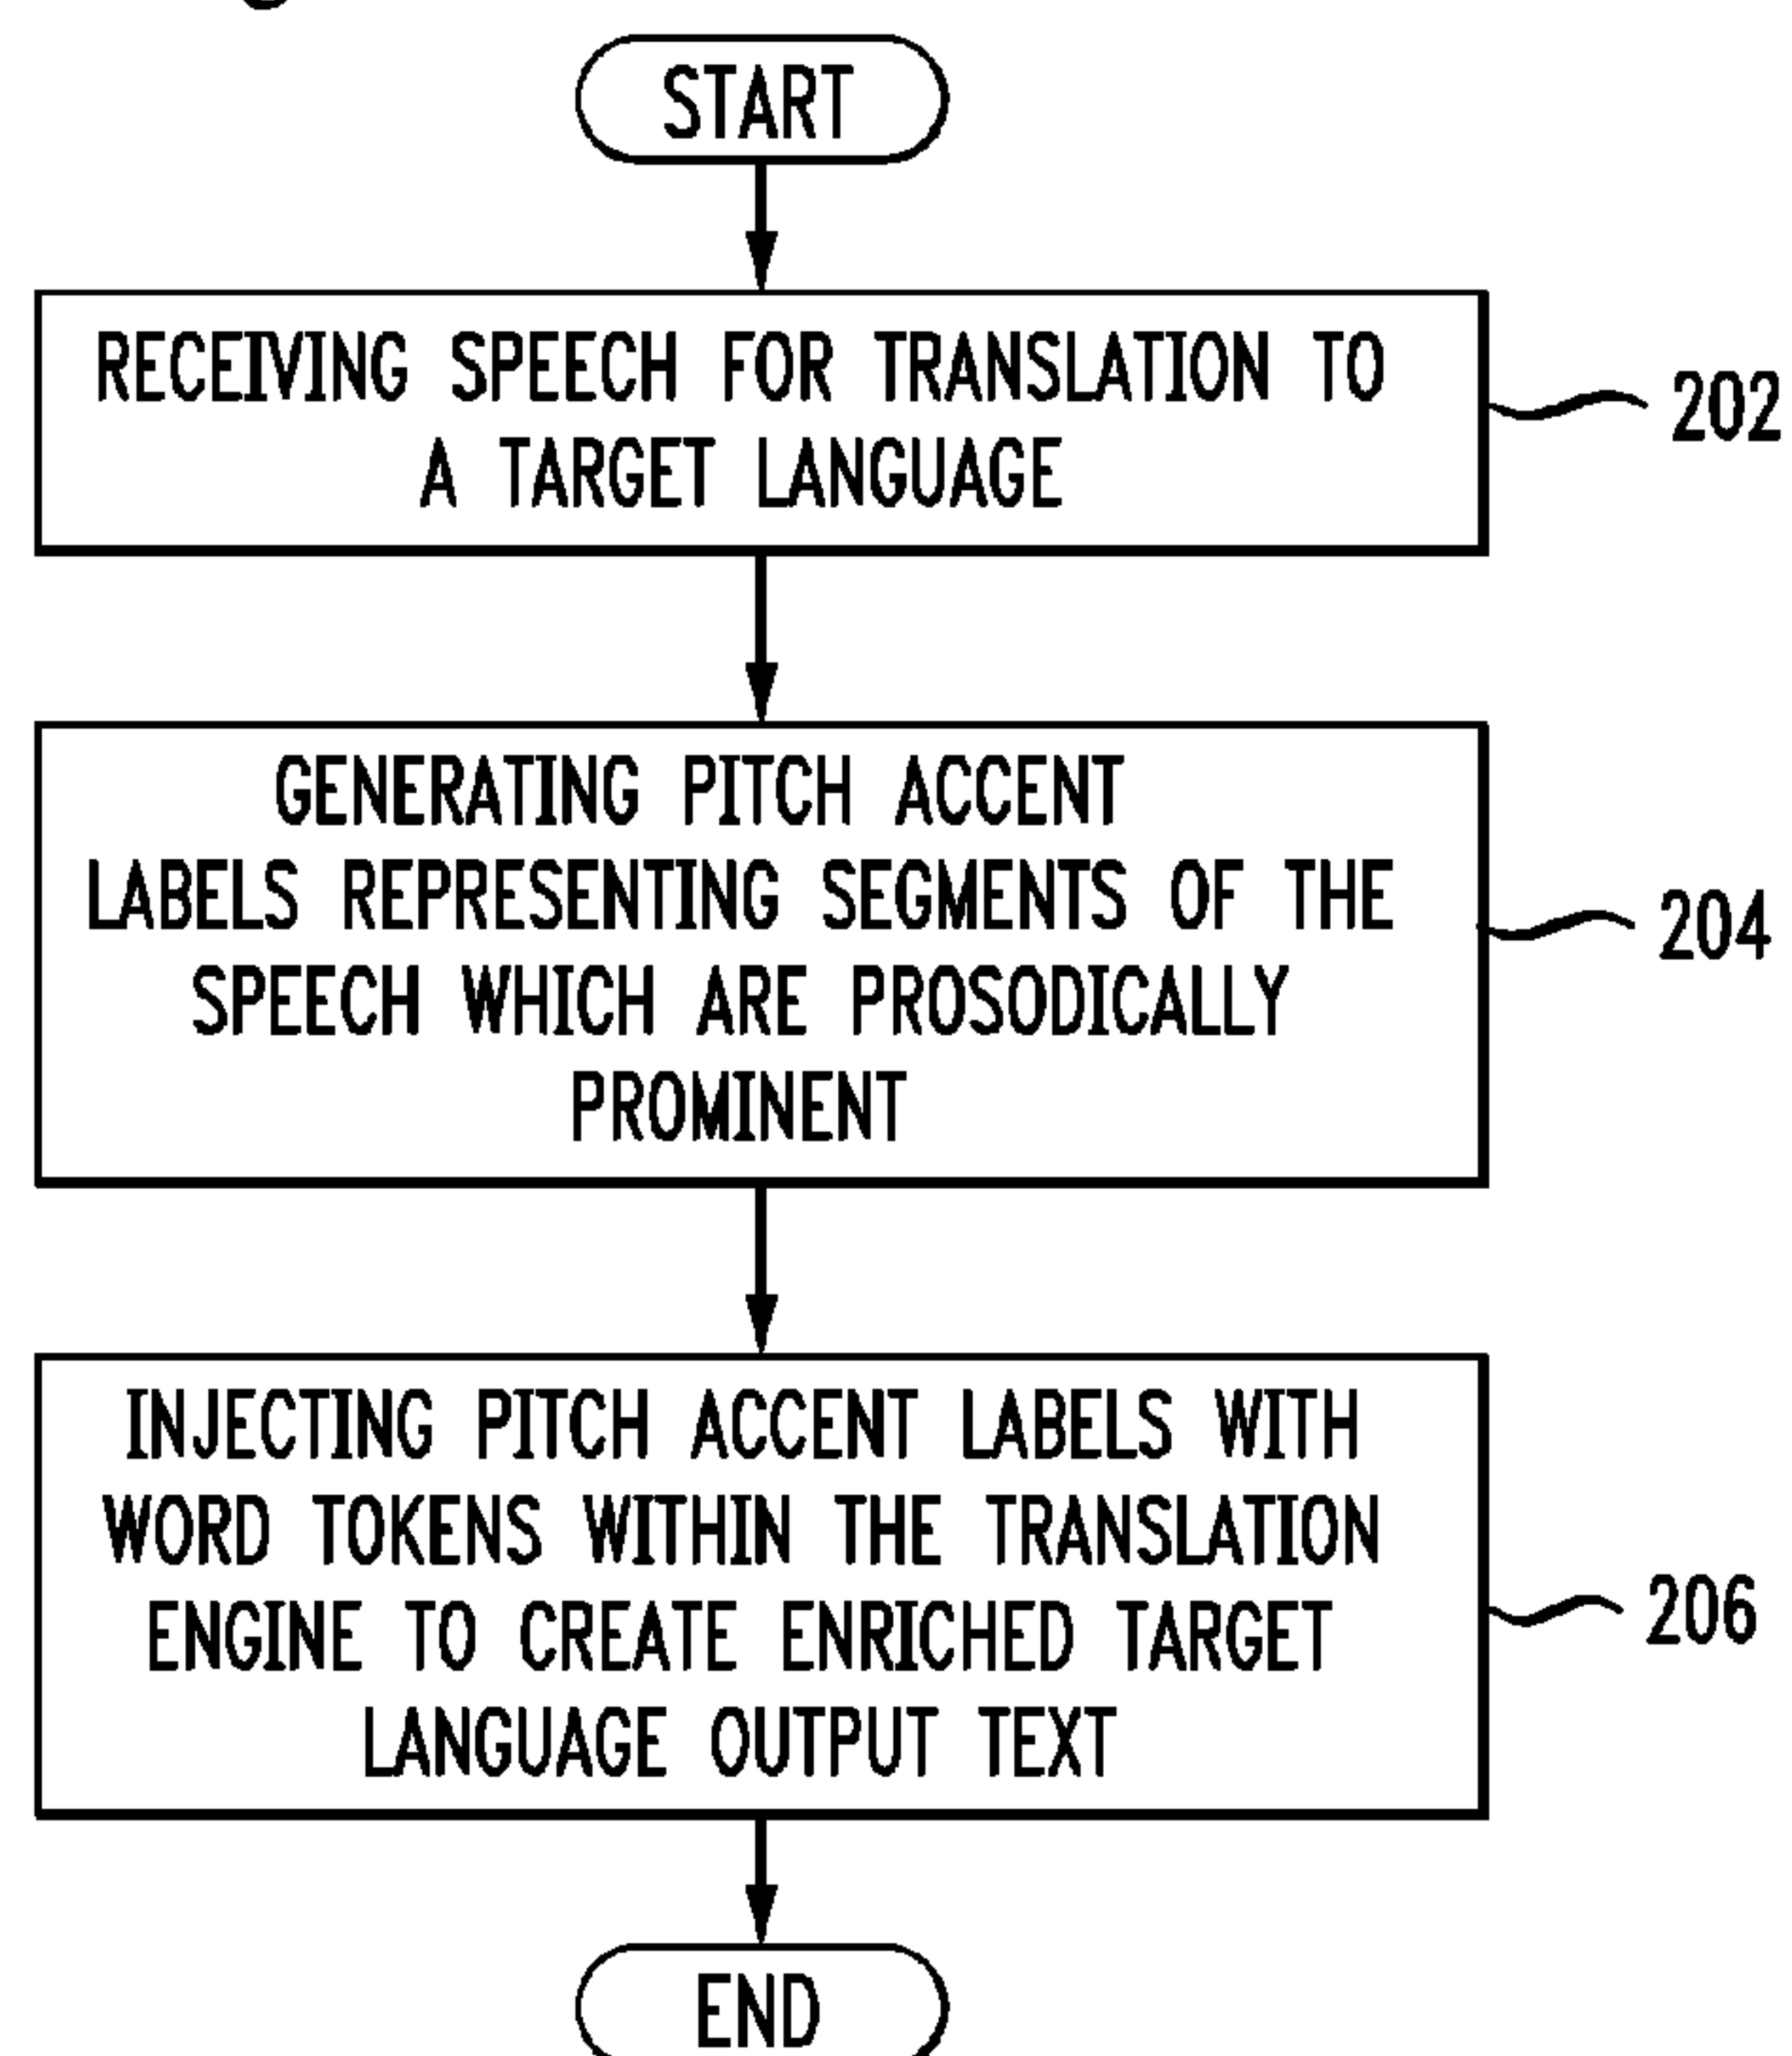 START
RECEIVING SPEECH FOR TRANSLATION TO
A TARGET LANGUAGE
202
GENERATING PITCH ACCENT
LABELS REPRESENTING SEGMENTS OF THE
SPEECH WHICH ARE PROSODICALLY
PROMINENT
204
INJECTING PITCH ACCENT LABELS WITH
WORD TOKENS WITHIN THE TRANSLATION
ENGINE TO CREATE ENRICHED TARGET
LANGUAGE OUTPUT TEXT
206
END